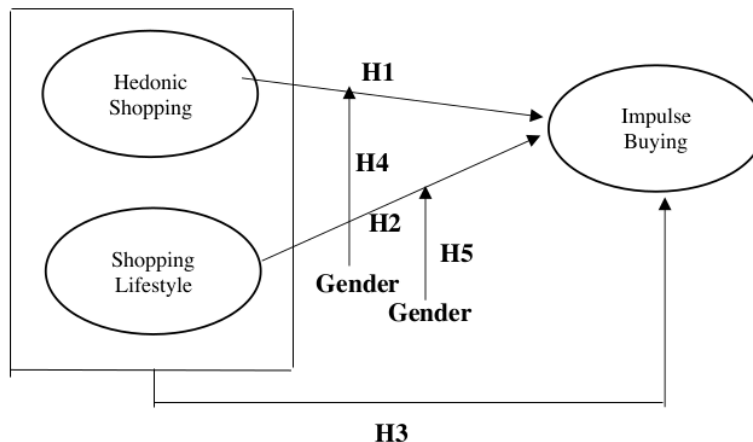 Hedonic
Shopping
H1
Impulse
Buying
H4
H2
Shopping
Lifestyle
H5
Gender
Gender
H3